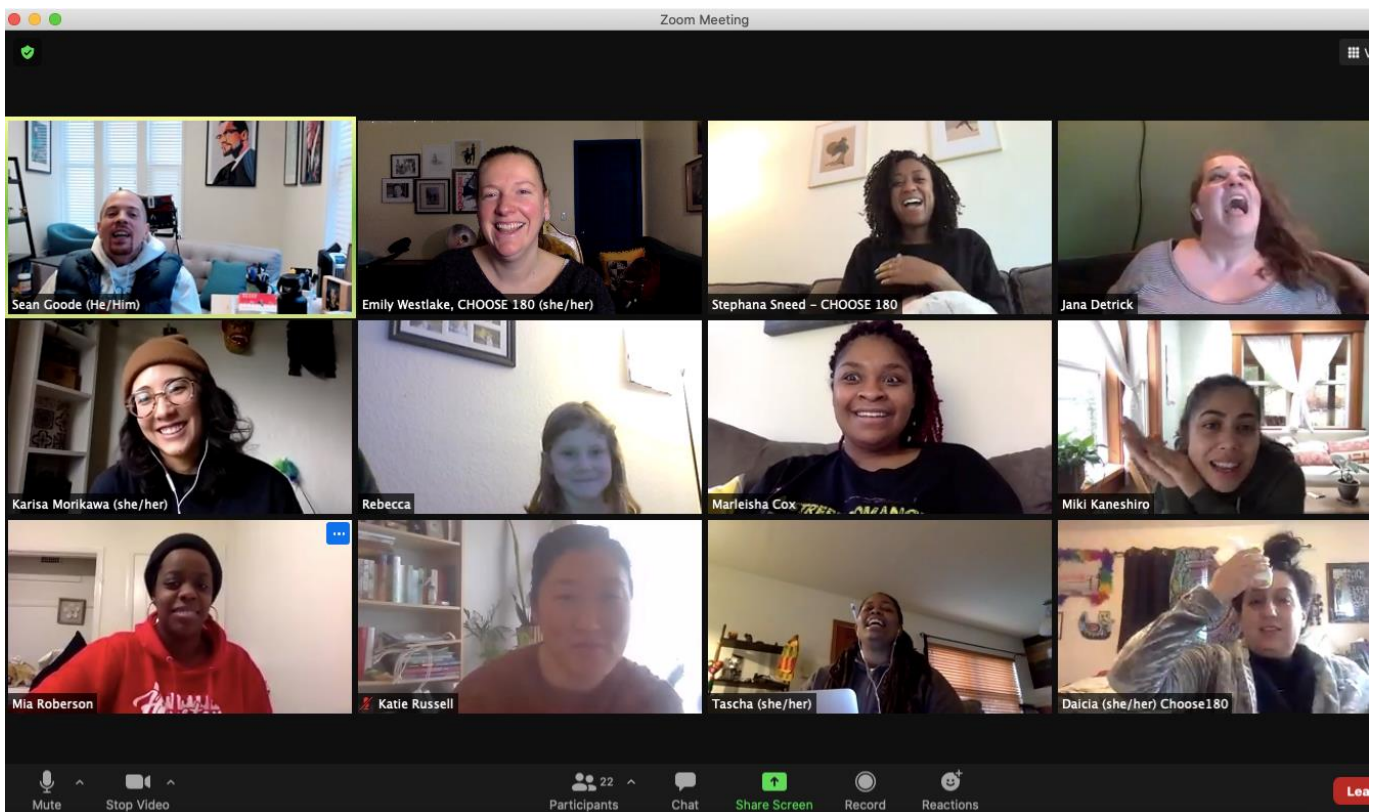 Zoom Meeting
Sean Goode (He/Him)
Emily Westlake, CHOOSE 180 (she/her)
Stephana Sneed – CHOOSE 180
Jana Detrick
Karisa Morikawa (she/her)
Rebecca
Marleisha Cox
Miki Kaneshiro
Mia Roberson
Katie Russell
Tascha (she/her)
Daicia (she/her) Choose180
Mute
Stop Video
22
Participants
Chat
Share Screen
Record
Reactions